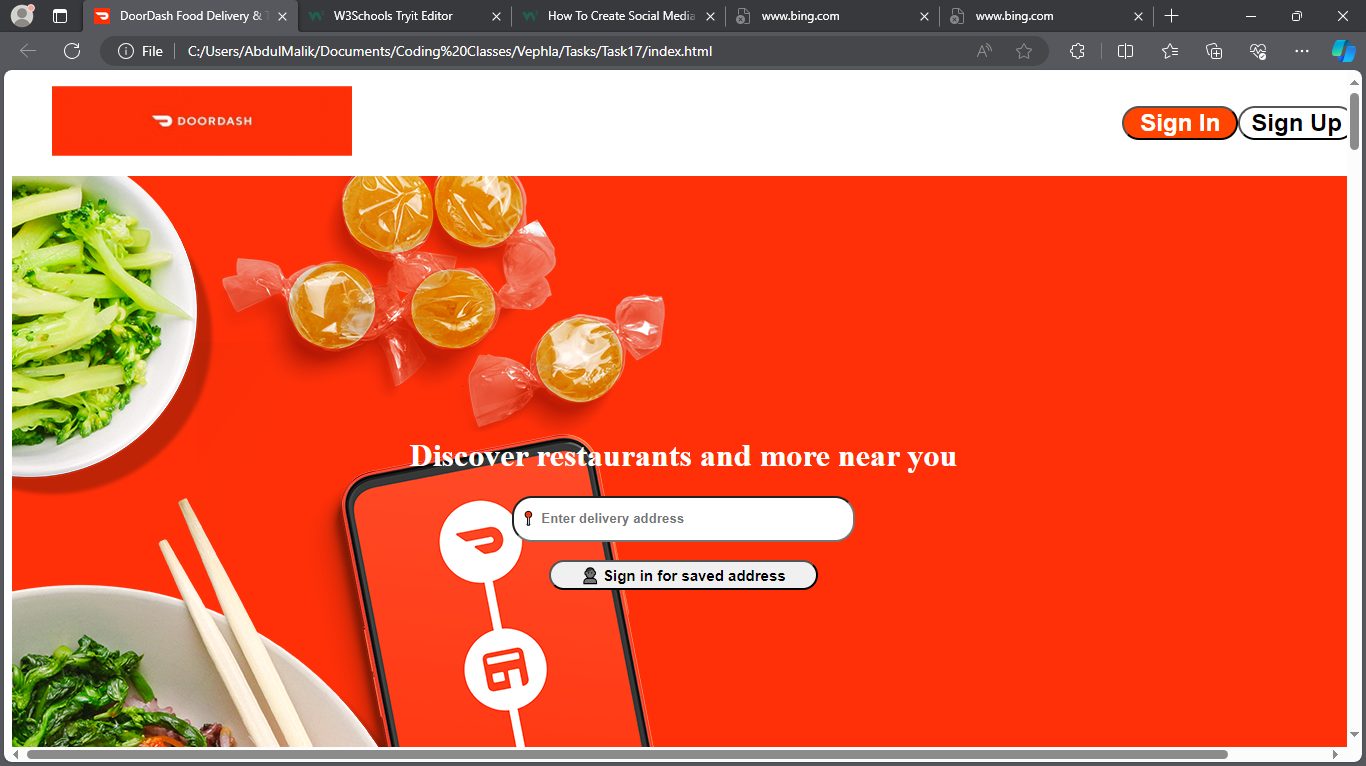 DoorDash Food Delivery & T
W3Schools Tryit Editor
How To Create Social Media
www.bing.com
www.bing.com
File
C:/Users/AbdulMalik/Documents/Coding%20Classes/Vephla/Tasks/Task17/index.html
DOORDASH
Sign In
Sign Up
Discover restaurants and more near you
Enter delivery address
Sign in for saved address